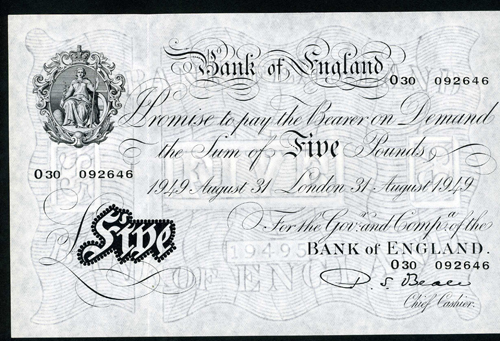 Bank of England
O30 092646
I Promise to pay the Bearer on Demand
the Sum of Five Pounds
O30 092646
1949 August 31 London 31 August 1949
For the Govr. and Compa. of the
BANK of ENGLAND.
£ Five
O30 092646
P. S. Beale
Chief Cashier.